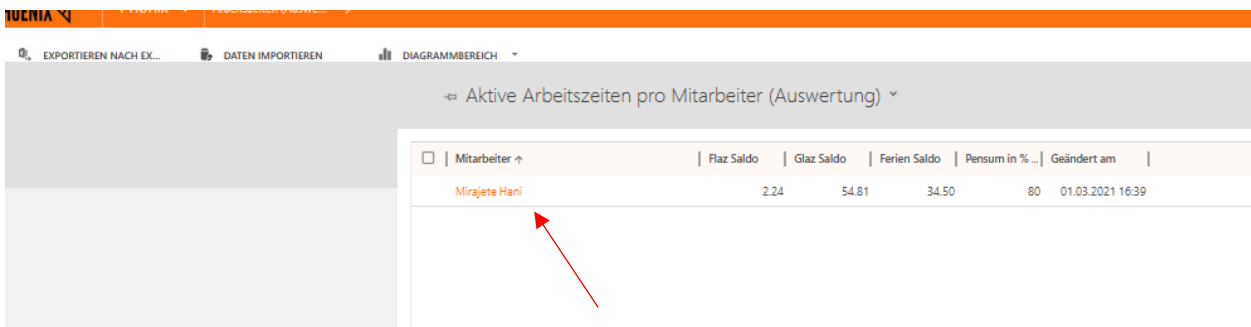 EXPORTIEREN NACH EX... DATEN IMPORTIEREN DIAGRAMMBEREICH
Aktive Arbeitszeiten pro Mitarbeiter (Auswertung)
Mitarbeiter Flaz Saldo Glaz Saldo Ferien Saldo Pensum in % ... Geändert am
Mirajete Hani 2.24 54.81 34.50 80 01.03.2021 16:39